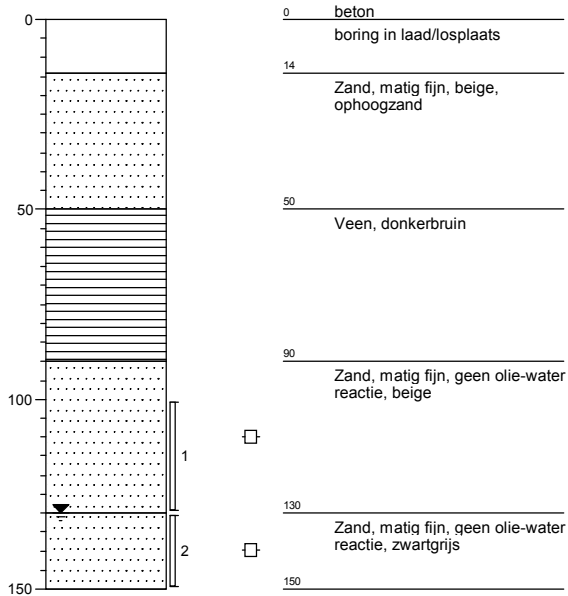 0
50
100
150
1
2
0
beton
boring in laad/losplaats
14
Zand, matig fijn, beige,
ophoogzand
50
Veen, donkerbruin
90
Zand, matig fijn, geen olie-water
reactie, beige
130
Zand, matig fijn, geen olie-water
reactie, zwartgrijs
150